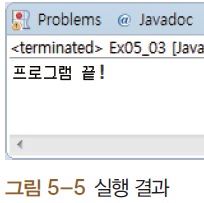 Problems @ Javadoc
<terminated> Ex05_03 [Java
프로그램 끝!
그림 5-5 실행 결과